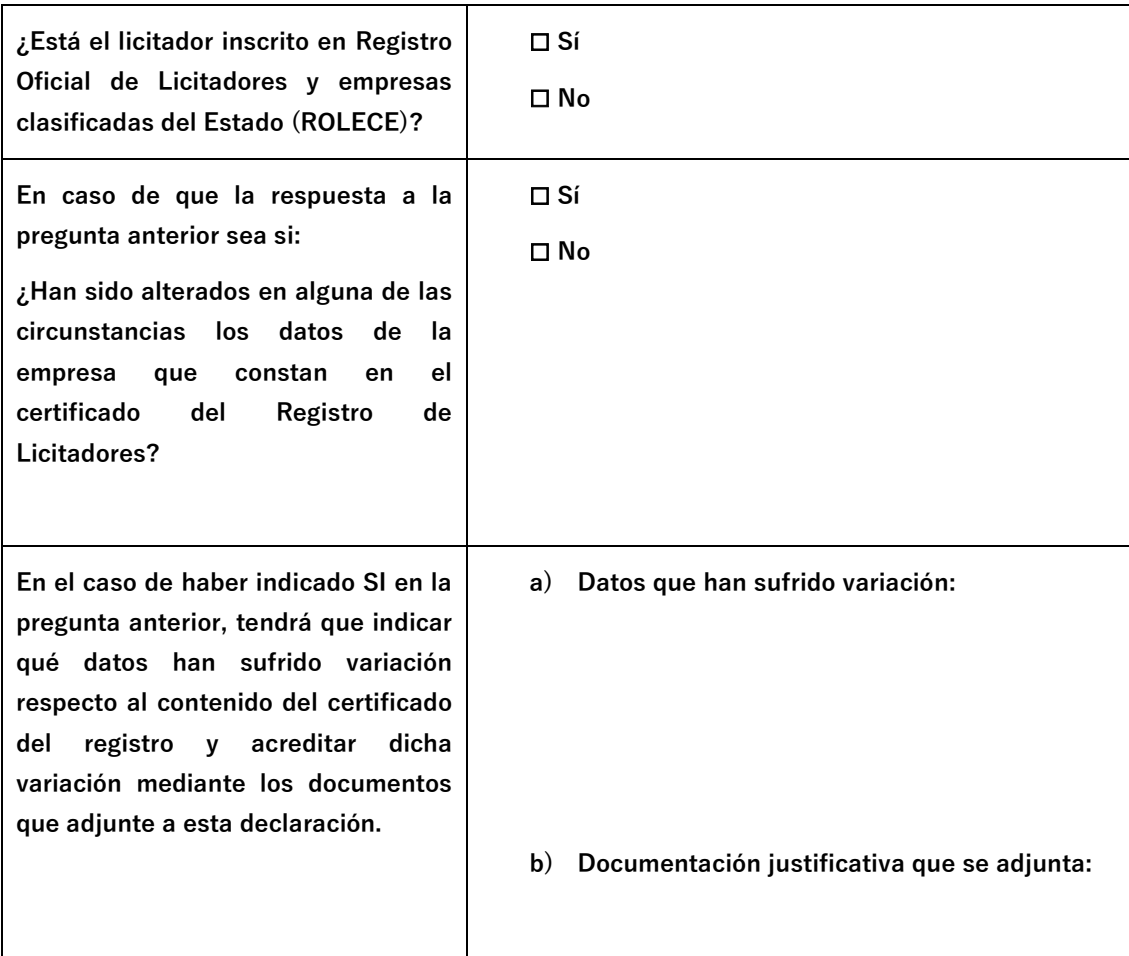 ¿Está el licitador inscrito en Registro
Oficial de Licitadores y empresas
clasificadas del Estado (ROLECE)?
☐ Sí
☐ No
En caso de que la respuesta a la
pregunta anterior sea si:
¿Han sido alterados en alguna de las
circunstancias los datos de la
empresa que constan en el
certificado del Registro de
Licitadores?
☐ Sí
☐ No
En el caso de haber indicado SI en la
pregunta anterior, tendrá que indicar
qué datos han sufrido variación
respecto al contenido del certificado
del registro y acreditar dicha
variación mediante los documentos
que adjunte a esta declaración.
a) Datos que han sufrido variación:
b) Documentación justificativa que se adjunta: